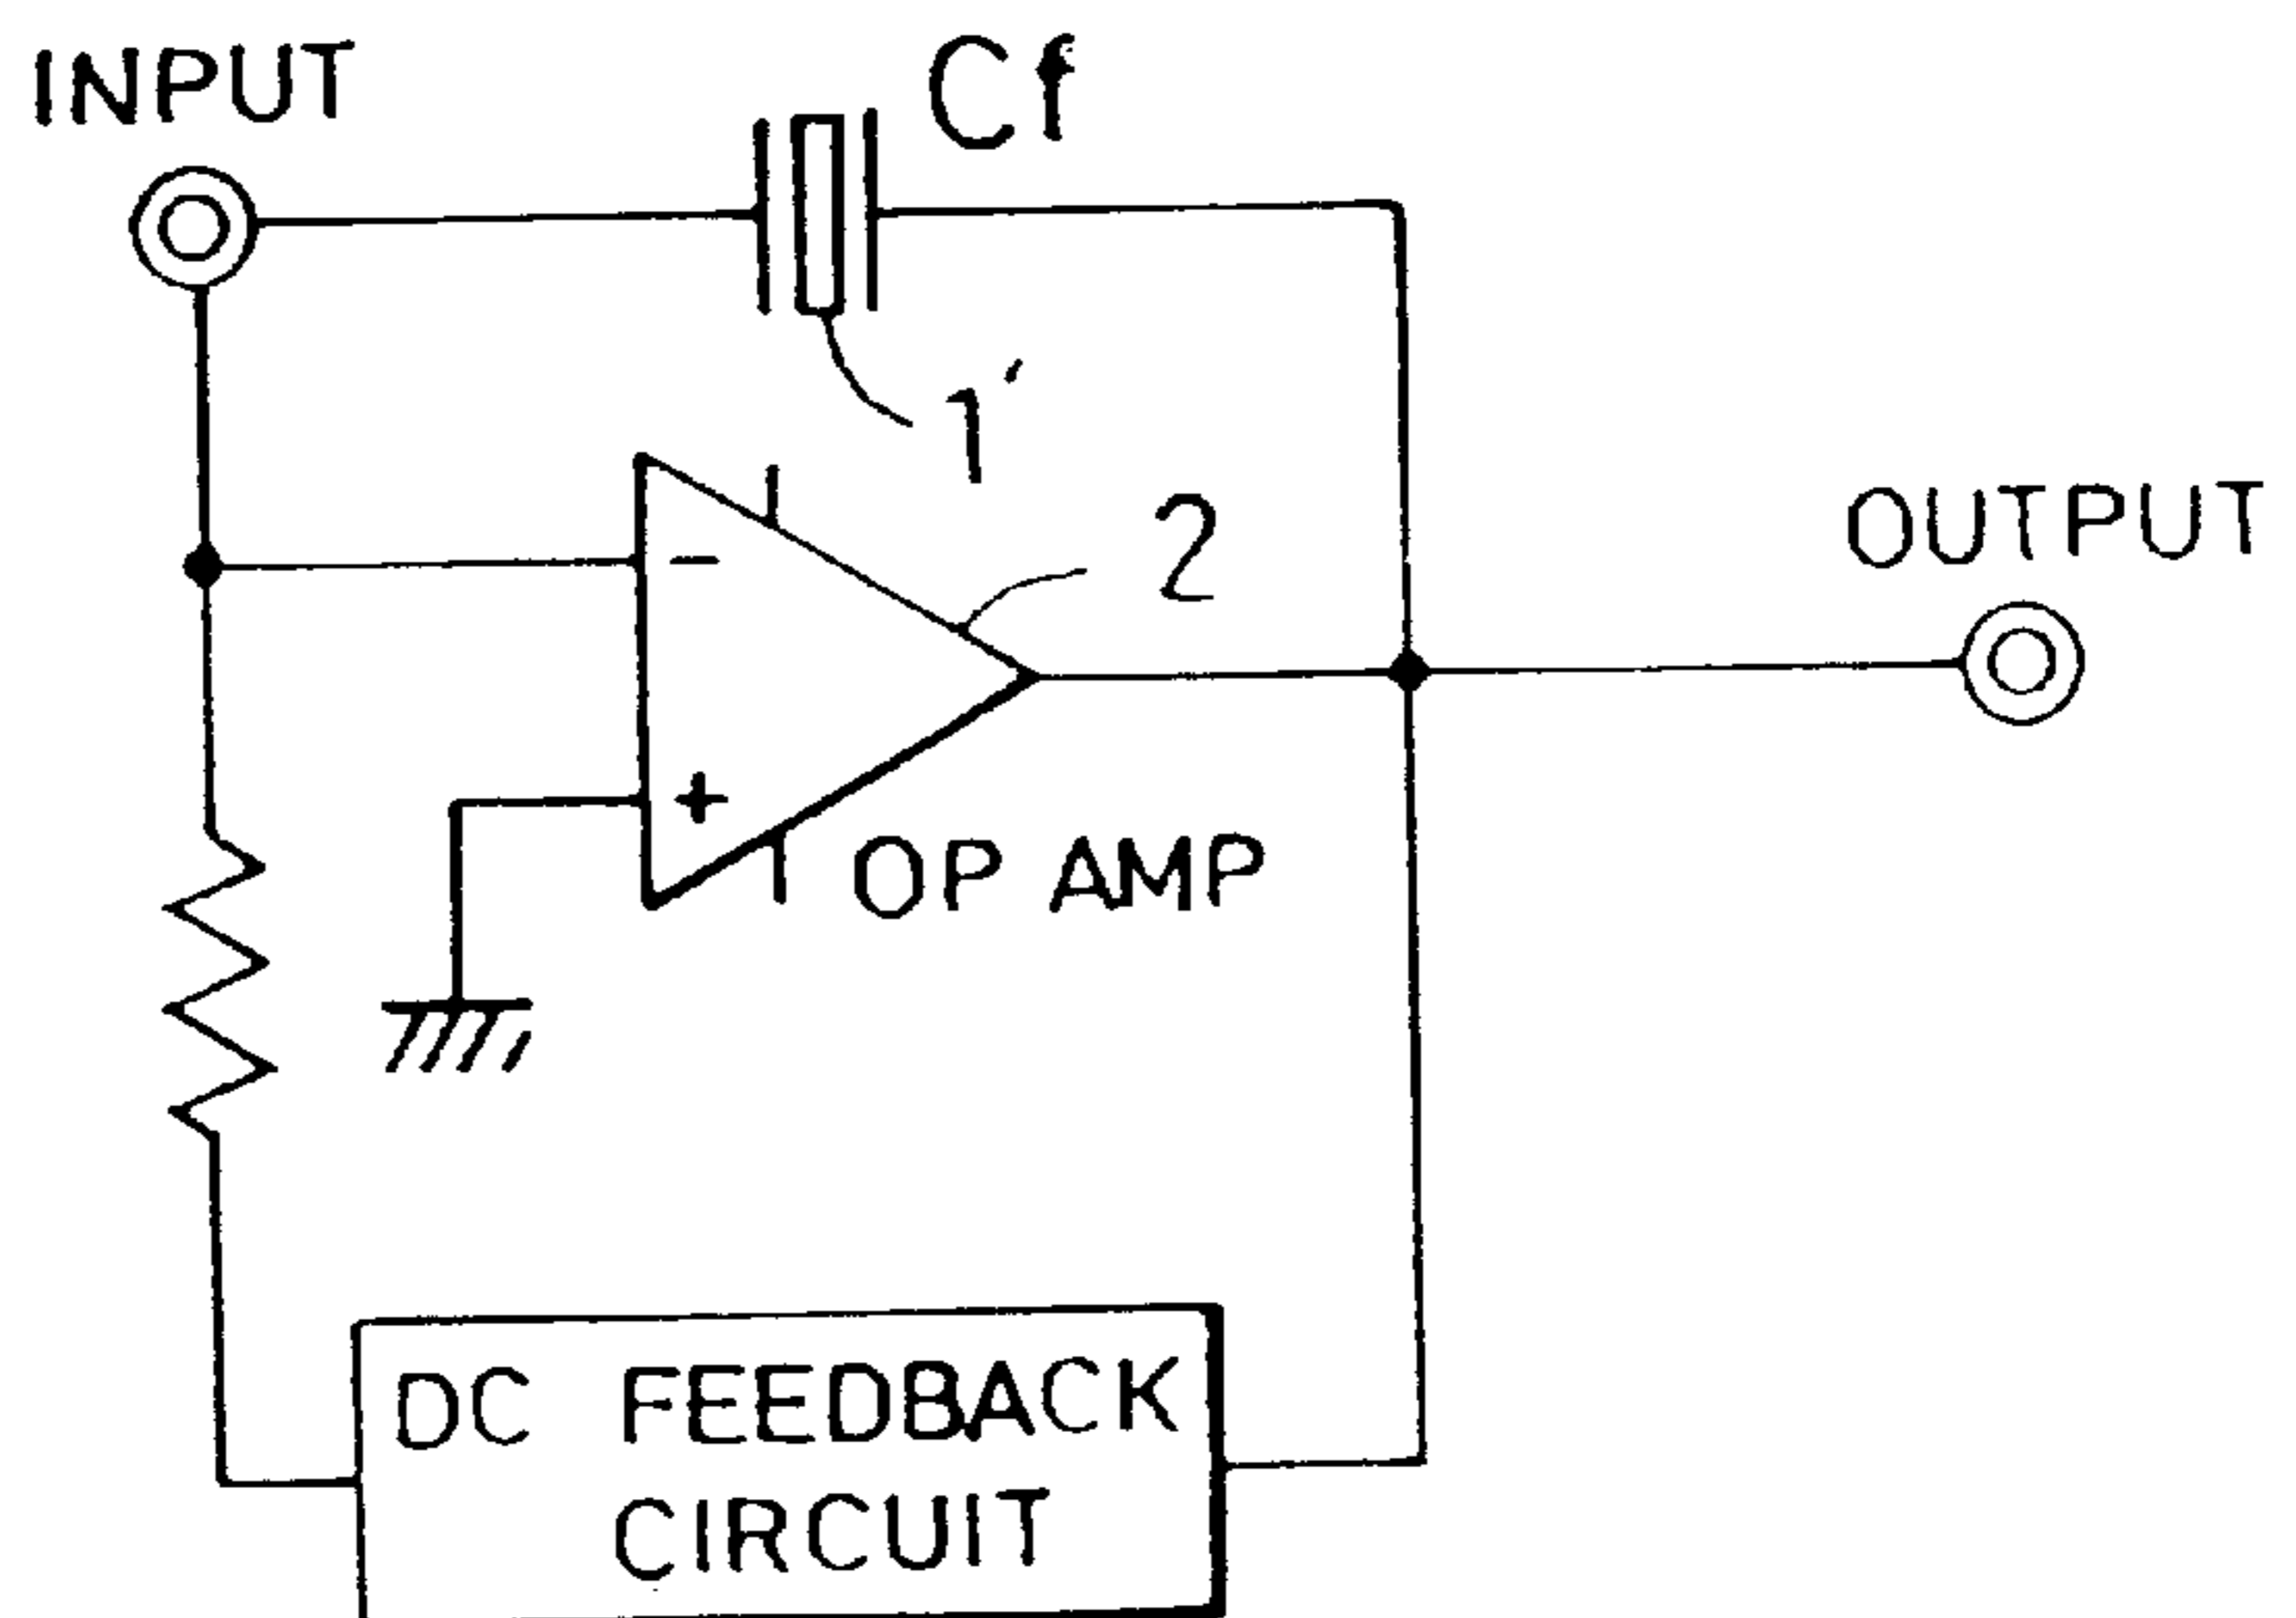 INPUT
Cf
1'
2
OUTPUT
-
+
OP AMP
DC FEEDBACK
CIRCUIT